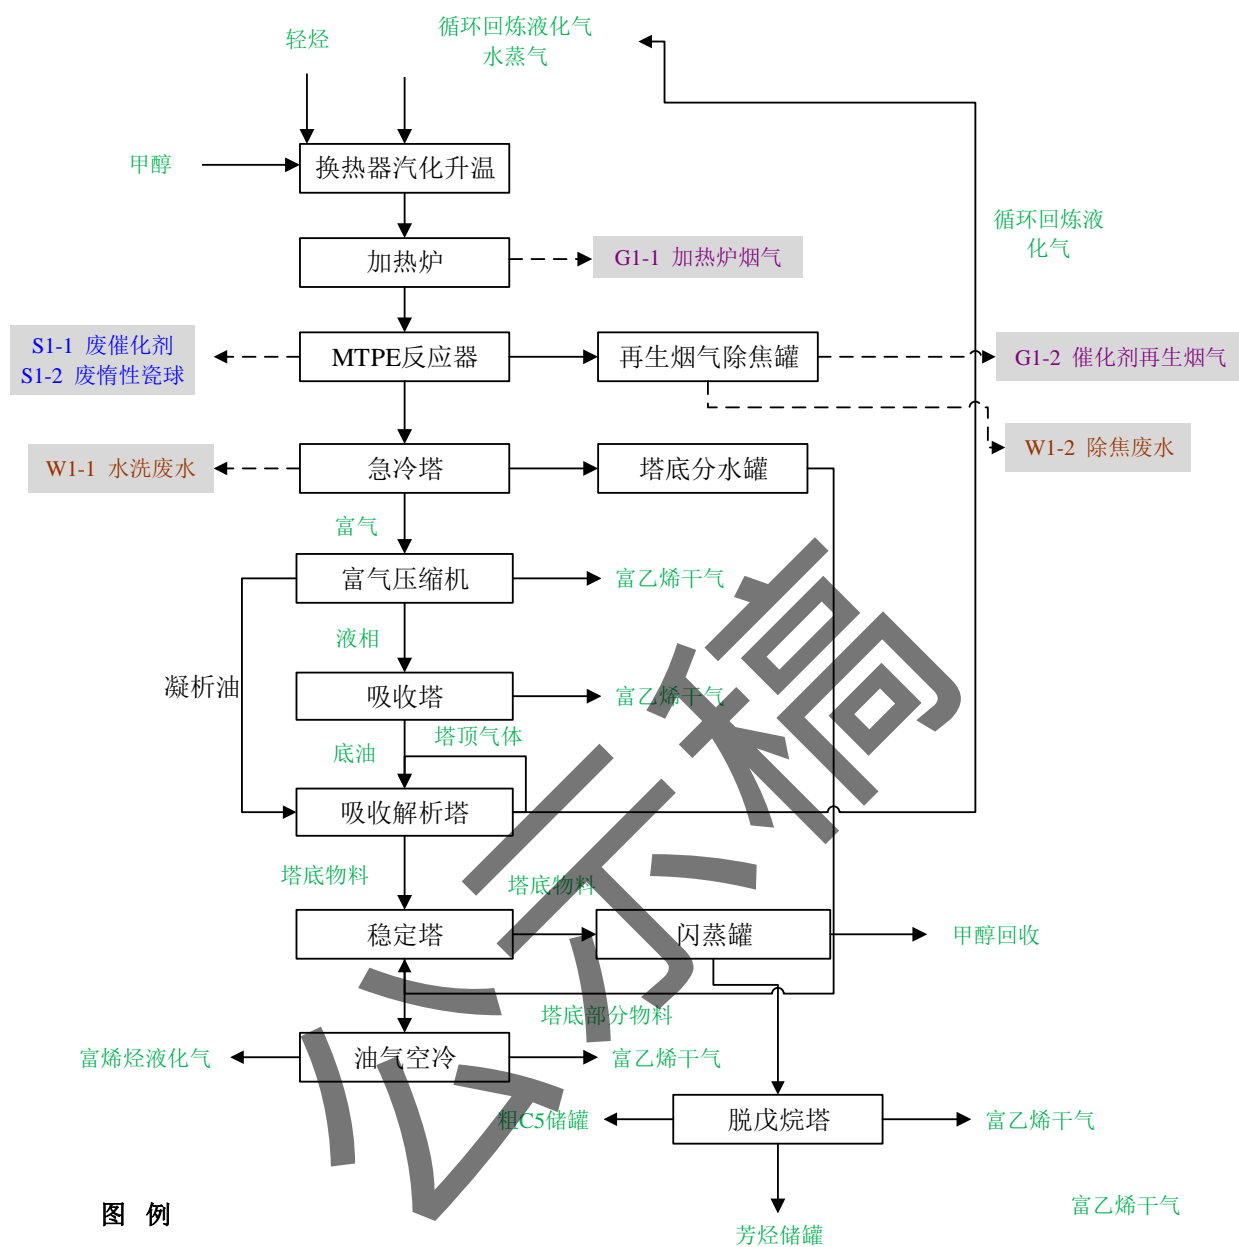 轻烃
循环回炼液化气
水蒸气
甲醇
换热器汽化升温
循环回炼液
化气
加热炉
G1-1 加热炉烟气
S1-1 废催化剂
S1-2 废惰性瓷球
MTPE反应器
再生烟气除焦罐
G1-2 催化剂再生烟气
W1-1 水洗废水
急冷塔
塔底分水罐
W1-2 除焦废水
富气
富气压缩机
富乙烯干气
液相
凝析油
吸收塔
富乙烯干气
塔顶气体
底油
吸收解析塔
塔底物料
塔底物料
稳定塔
闪蒸罐
甲醇回收
塔底部分物料
富烯烃液化气
油气空冷
富乙烯干气
粗C5储罐
脱戊烷塔
富乙烯干气
富乙烯干气
图 例
芳烃储罐
公示稿